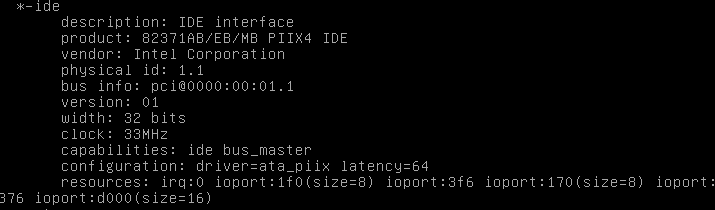 *-ide
description: IDE interface
product: 82371AB/EB/MB PIIX4 IDE
vendor: Intel Corporation
physical id: 1.1
bus info: pci@0000:00:01.1
version: 01
width: 32 bits
clock: 33MHz
capabilities: ide bus_master
configuration: driver=ata_piix latency=64
resources: irq:0 ioport:1f0(size=8) ioport:3f6 ioport:170(size=8) ioport:
376 ioport:d000(size=16)